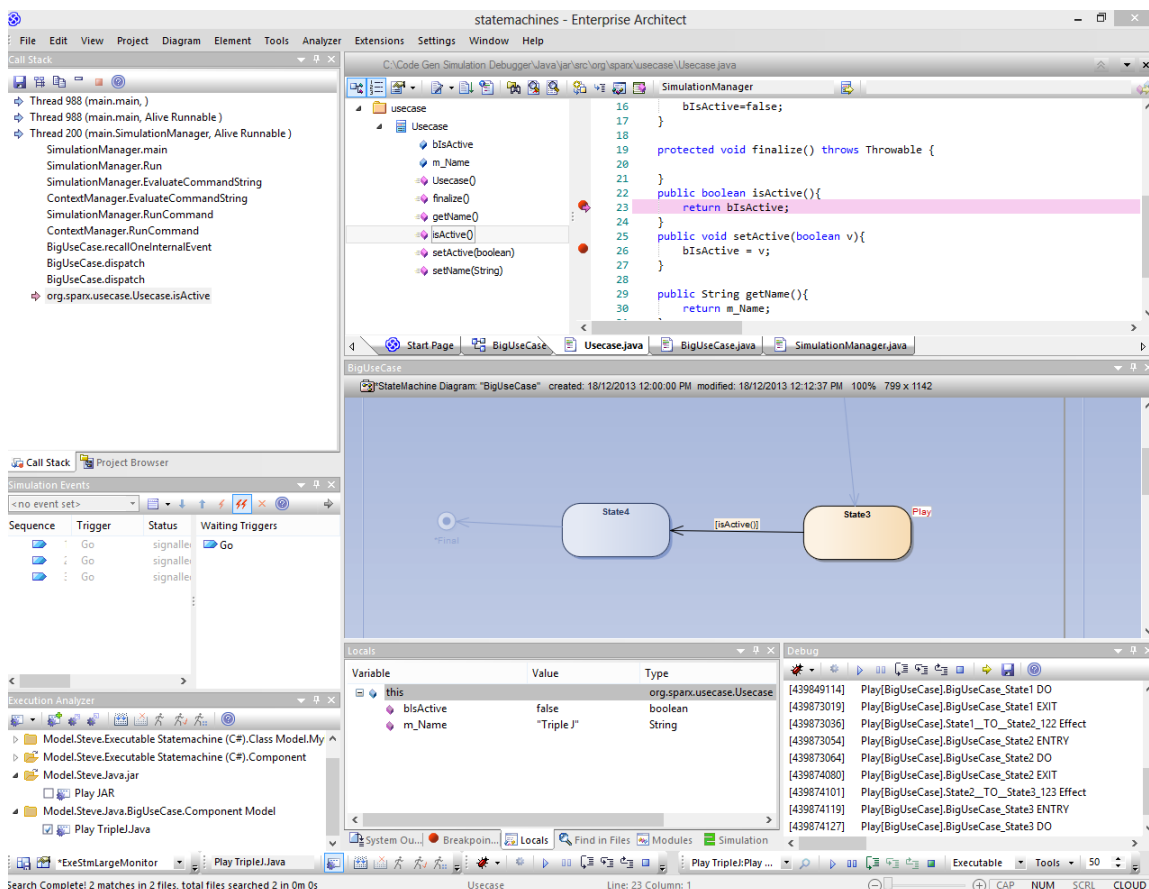 statemachines - Enterprise Architect
File Edit View Project Diagram Element Tools Analyzer Extensions Settings Window Help
Call Stack
Thread 988 (main.main, )
Thread 988 (main.main, Alive Runnable )
Thread 200 (main.SimulationManager, Alive Runnable )
SimulationManager.main
SimulationManager.Run
SimulationManager.EvaluateCommandString
ContextManager.EvaluateCommandString
SimulationManager.RunCommand
ContextManager.RunCommand
BigUseCase.recallOneInternalEvent
BigUseCase.dispatch
BigUseCase.dispatch
org.sparx.usecase.Usecase.isActive
Call Stack Project Browser
C:\Code Gen Simulation Debugger\Java\jar\src\org\sparx\usecase\Usecase.java
SimulationManager
usecase
Usecase
bIsActive
m_Name
Usecase()
finalize()
getName()
isActive()
setActive(boolean)
setName(String)
16 bIsActive=false;
17 }
18
19 protected void finalize() throws Throwable {
20
21 }
22 public boolean isActive(){
23 return bIsActive;
24 }
25 public void setActive(boolean v){
26 bIsActive = v;
27 }
28
29 public String getName(){
30 return m_Name;
Start Page BigUseCase Usecase.java BigUseCase.java SimulationManager.java
BigUseCase
*StateMachine Diagram: "BigUseCase" created: 18/12/2013 12:00:00 PM modified: 18/12/2013 12:12:37 PM 100% 799 x 1142
State4
[isActive()]
State3
Play
*Final
Simulation Events
<no event set>
Sequence Trigger Status Waiting Triggers
Go signalle Go
Go signalle
Go signalle
Execution Analyzer
Model.Steve.Executable Statemachine (C#).Class Model.My
Model.Steve.Executable Statemachine (C#).Component
Model.Steve.Java.jar
Play JAR
Model.Steve.Java.BigUseCase.Component Model
Play TripleJ.Java
Locals
Variable Value Type
this org.sparx.usecase.Usecase
bIsActive false boolean
m_Name "Triple J" String
System Ou... Breakpoin... Locals Find in Files Modules Simulation
Debug
[439849114] Play[BigUseCase].BigUseCase_State1 DO
[439873019] Play[BigUseCase].BigUseCase_State1 EXIT
[439873036] Play[BigUseCase].State1__TO__State2_122 Effect
[439873054] Play[BigUseCase].BigUseCase_State2 ENTRY
[439873064] Play[BigUseCase].BigUseCase_State2 DO
[439874080] Play[BigUseCase].BigUseCase_State2 EXIT
[439874101] Play[BigUseCase].State2__TO__State3_123 Effect
[439874119] Play[BigUseCase].BigUseCase_State3 ENTRY
[439874127] Play[BigUseCase].BigUseCase_State3 DO
*ExeStmLargeMonitor Play TripleJ.Java Play TripleJ:Play ... Executable Tools 50
Search Complete! 2 matches in 2 files, total files searched 2 in 0m 0s Usecase Line: 23 Column: 1 CAP NUM SCRL CLOUD